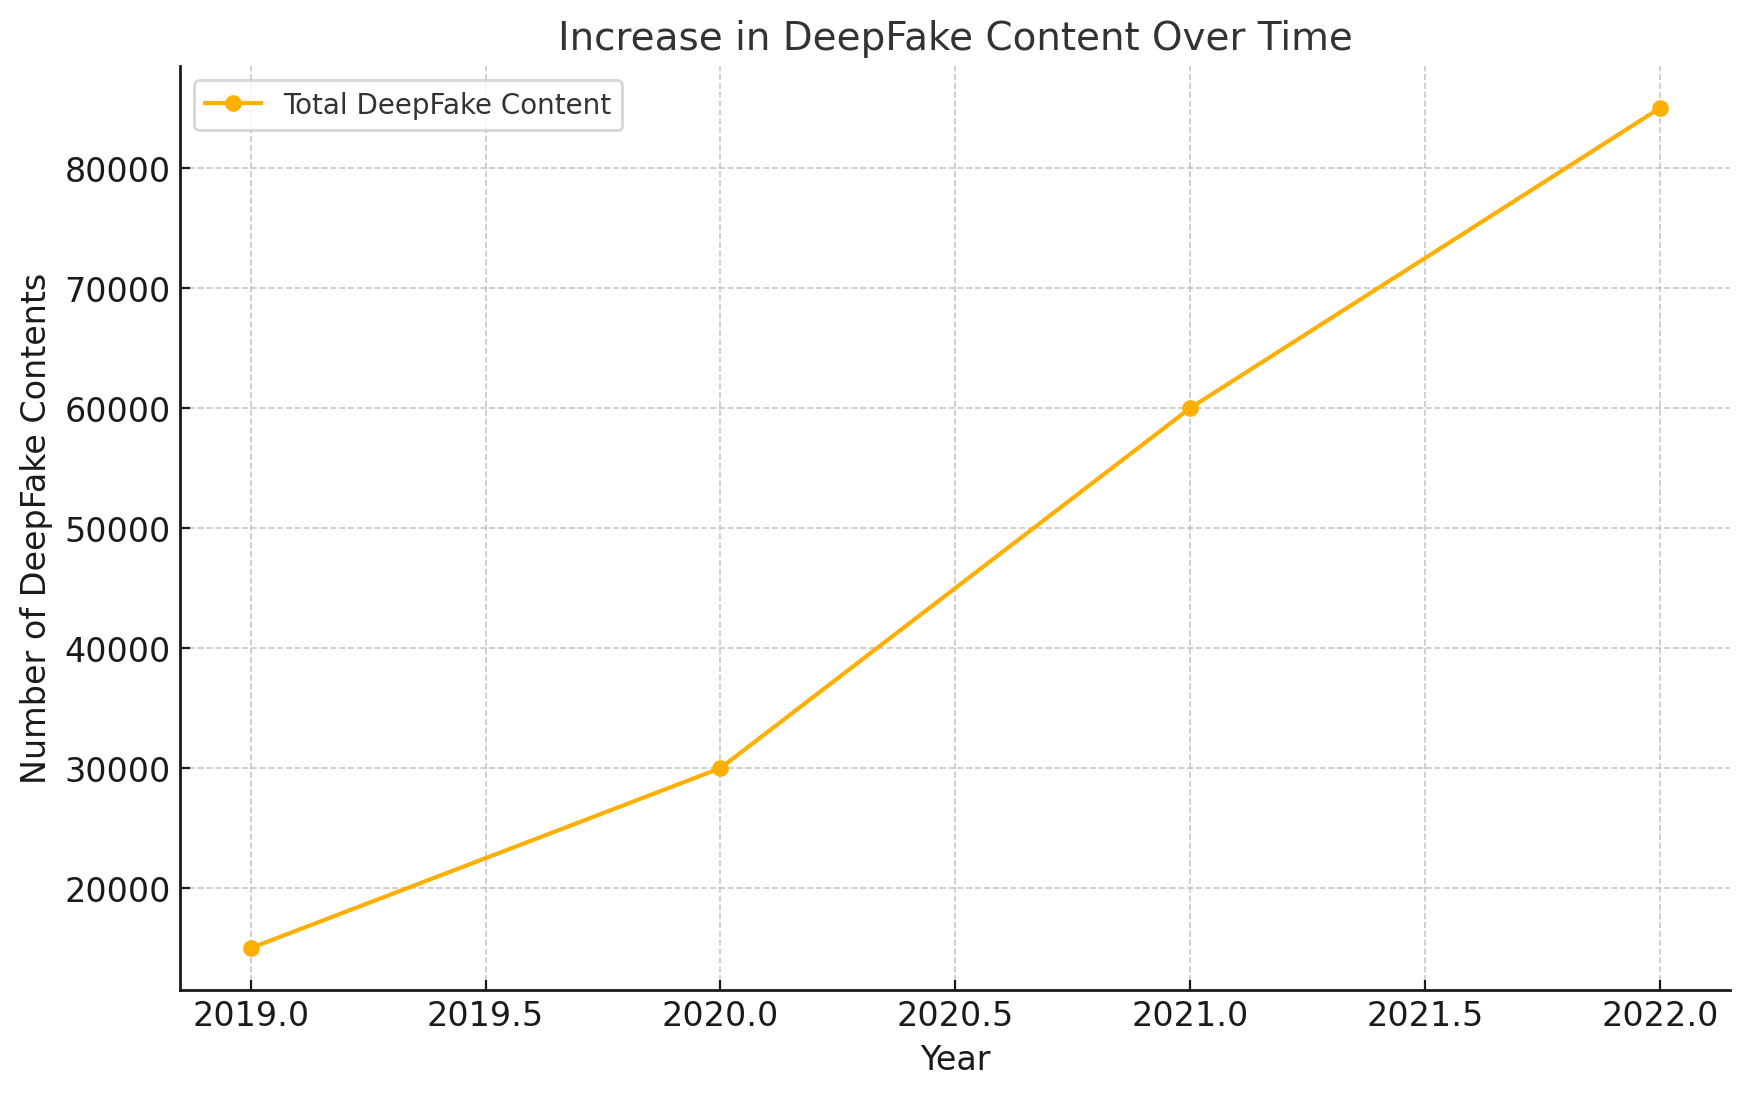 Increase in DeepFake Content Over Time
Total DeepFake Content
Number of DeepFake Contents
80000
70000
60000
50000
40000
30000
20000
2019.0 2019.5 2020.0 2020.5 2021.0 2021.5 2022.0
Year